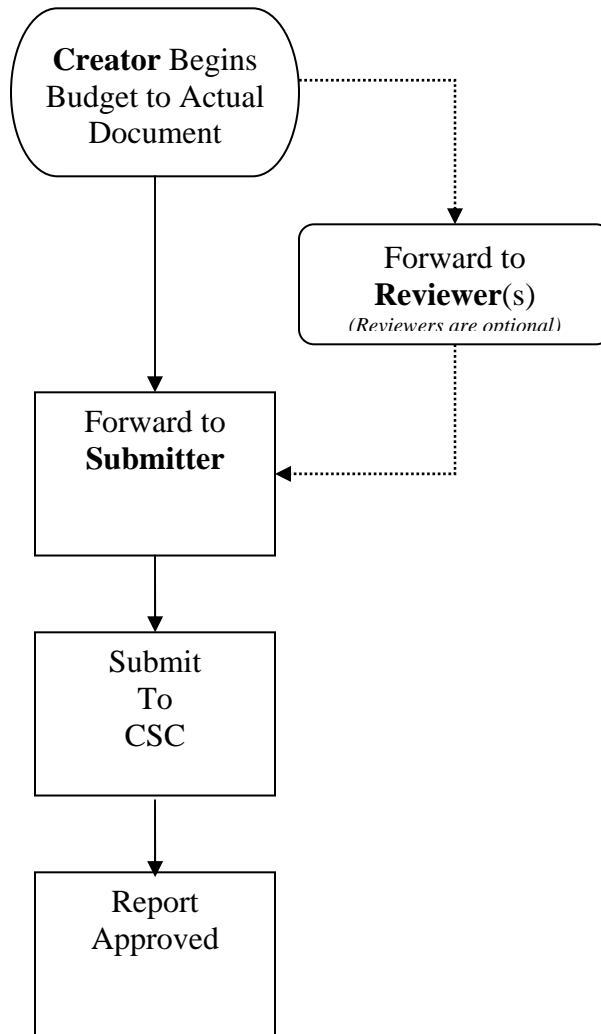 Creator Begins
Budget to Actual
Document
Forward to
Reviewer(s)
(Reviewers are optional)
Forward to
Submitter
Submit
To
CSC
Report
Approved